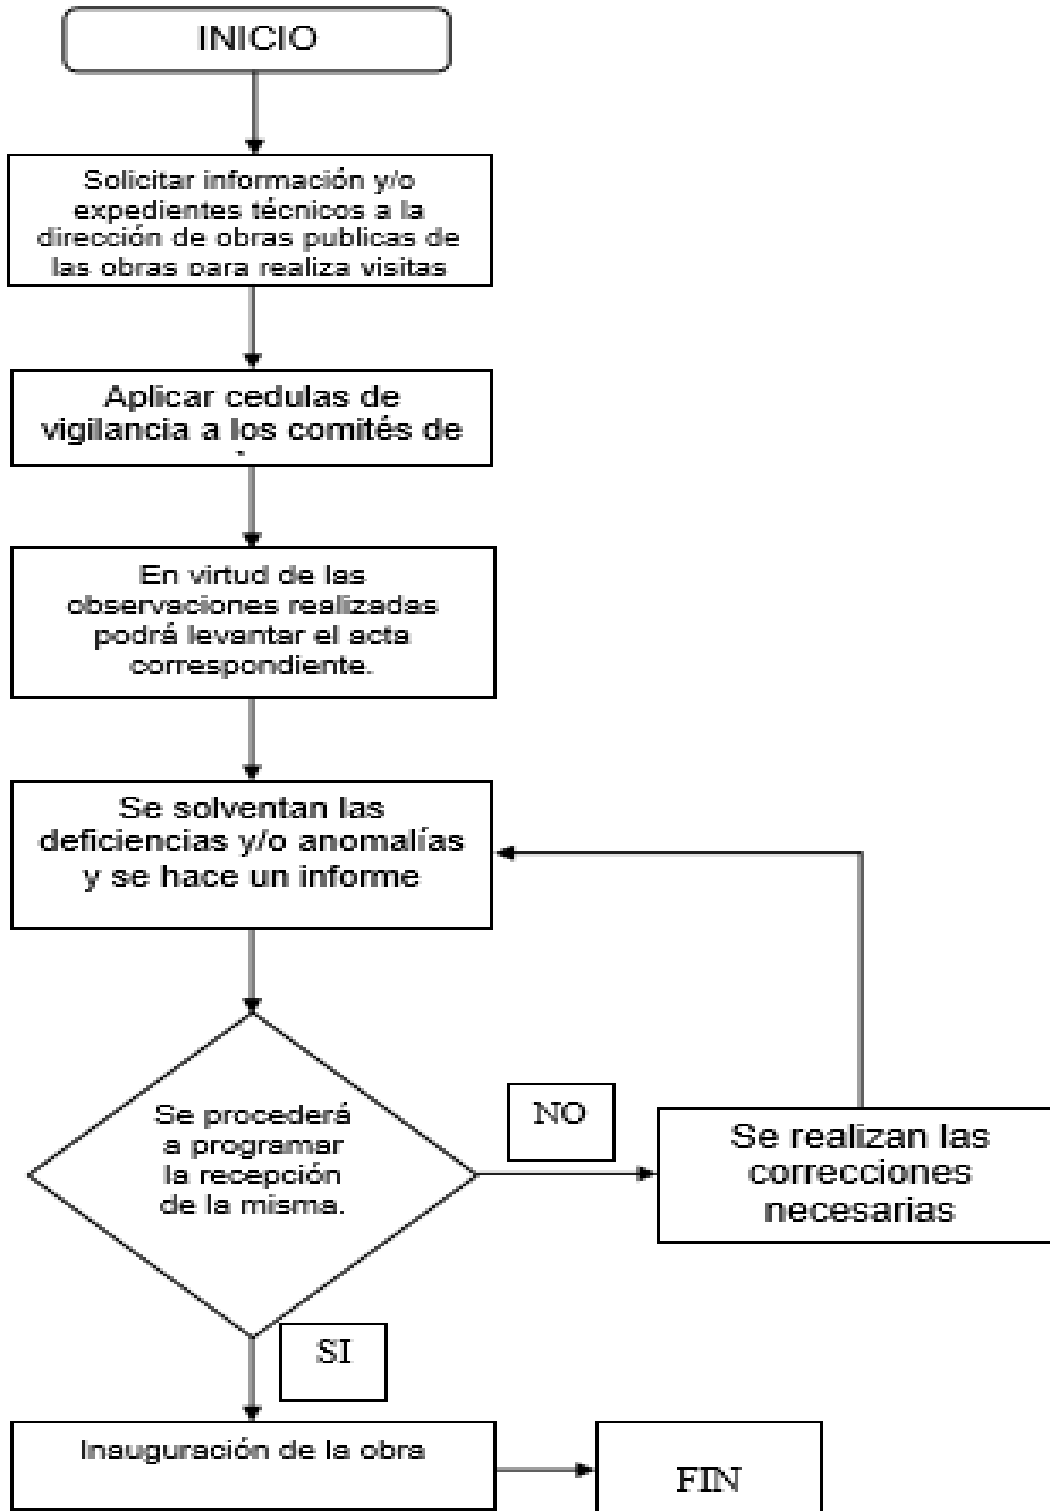 INICIO
Solicitar información y/o
expedientes técnicos a la
dirección de obras publicas de
las obras para realiza visitas
Aplicar cedulas de
vigilancia a los comités de
En virtud de las
observaciones realizadas
podrá levantar el acta
correspondiente.
Se solventan las
deficiencias y/o anomalías
y se hace un informe
Se procederá
a programar
la recepción
de la misma.
NO
Se realizan las
correcciones
necesarias
SI
Inauguración de la obra
FIN